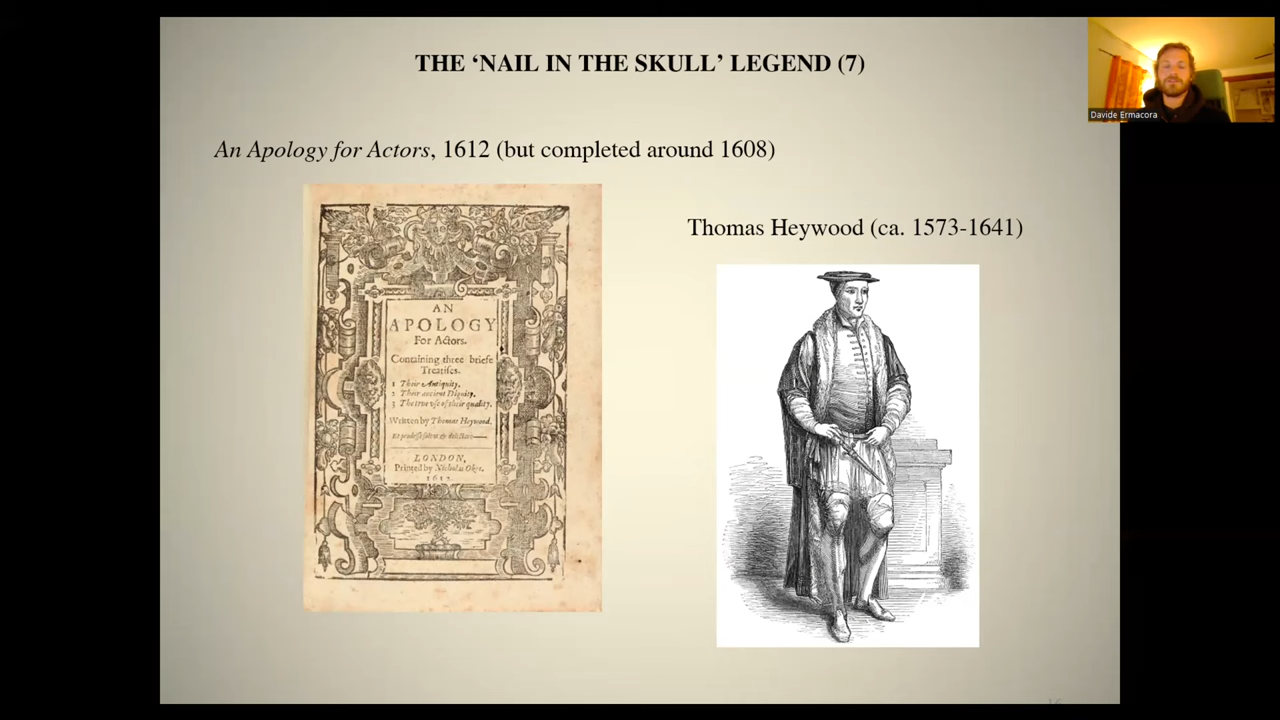 THE ‘NAIL IN THE SKULL’ LEGEND (7)
Davide Ermacora
An Apology for Actors, 1612 (but completed around 1608)
Thomas Heywood (ca. 1573-1641)
AN
APOLOGY
For Actors.
Containing three briefe
Treatises.
1 Their Antiquity.
2 Their ancient Dignity.
3 The true use of their quality.
Written by Thomas Heywood.
LONDON,
Printed by Nicholas Okes.
1612